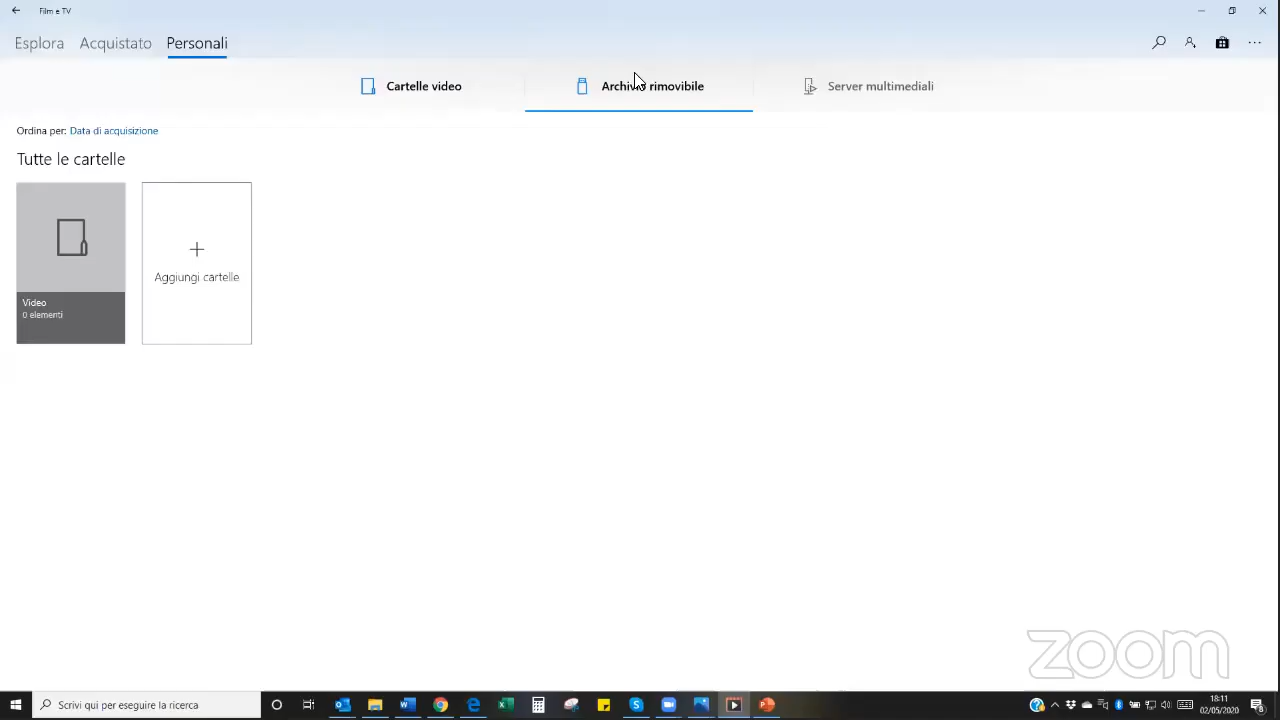 Film e TV
Esplora
Acquistato
Personali
Cartelle video
Archivio rimovibile
Server multimediali
Ordina per: Data di acquisizione
Tutte le cartelle
Video
0 elementi
Aggiungi cartelle
zoom
Scrivi qui per eseguire la ricerca
18:11
02/05/2020